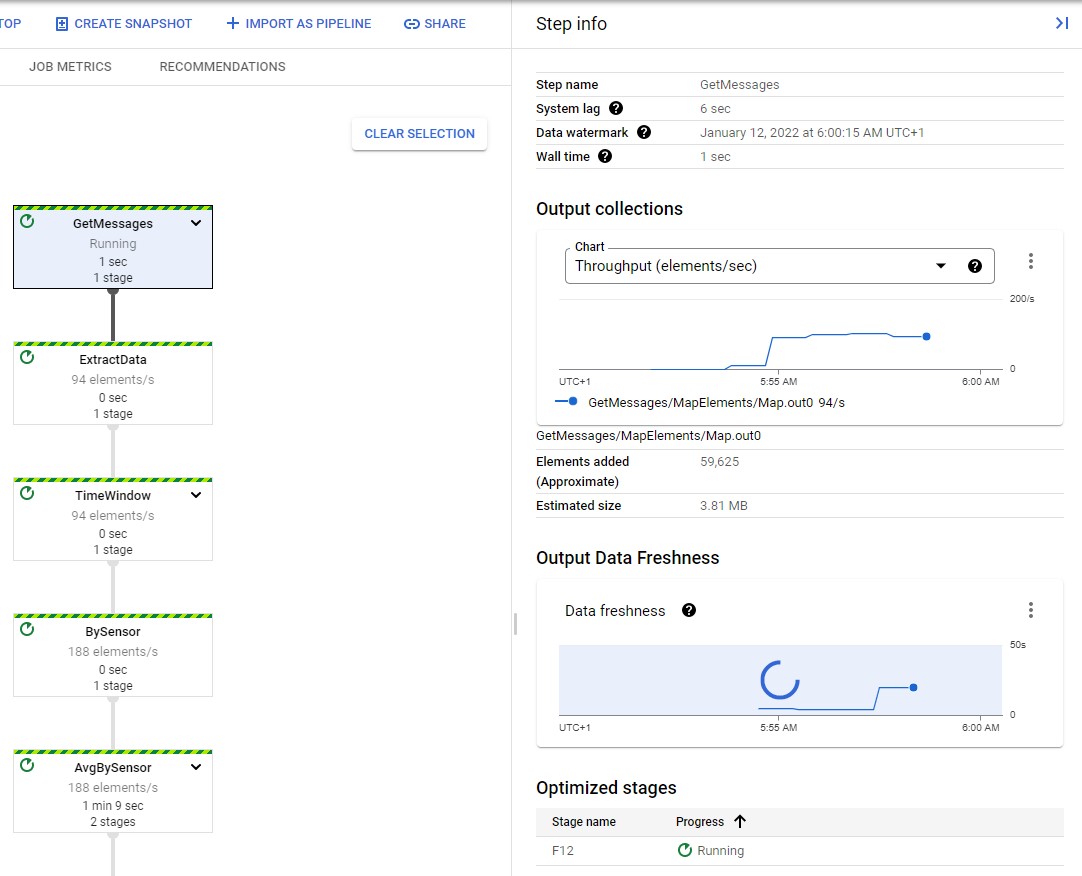 TOP CREATE SNAPSHOT IMPORT AS PIPELINE SHARE
JOB METRICS RECOMMENDATIONS
CLEAR SELECTION
GetMessages
Running
1 sec
1 stage
ExtractData
94 elements/s
0 sec
1 stage
TimeWindow
94 elements/s
0 sec
1 stage
BySensor
188 elements/s
0 sec
1 stage
AvgBySensor
188 elements/s
1 min 9 sec
2 stages
Step info
Step name GetMessages
System lag 6 sec
Data watermark January 12, 2022 at 6:00:15 AM UTC+1
Wall time 1 sec
Output collections
Chart
Throughput (elements/sec)
200/s
0
UTC+1 5:55 AM 6:00 AM
GetMessages/MapElements/Map.out0 94/s
GetMessages/MapElements/Map.out0
Elements added 59,625
(Approximate)
Estimated size 3.81 MB
Output Data Freshness
Data freshness
50s
0
UTC+1 5:55 AM 6:00 AM
Optimized stages
Stage name Progress
F12 Running